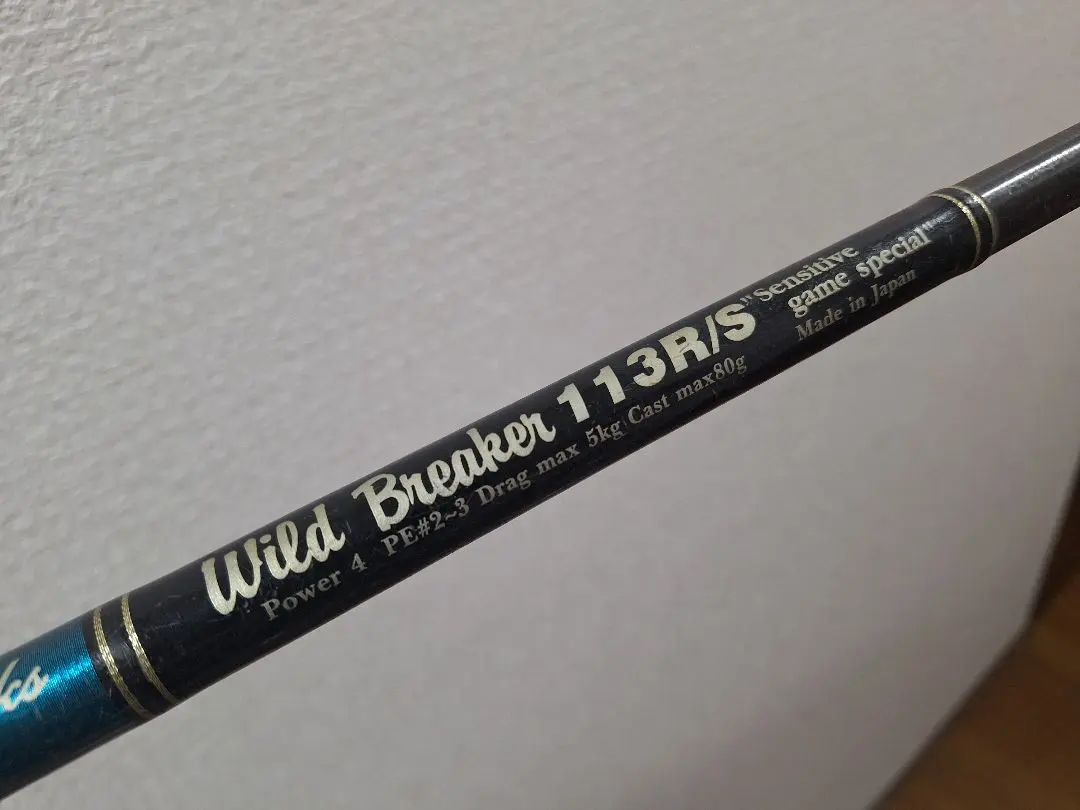 Wild Breaker 113R/S "Sensitive
game special"
Power 4 PE#2~3 Drag max 5kg Cast max80g
Made in Japan